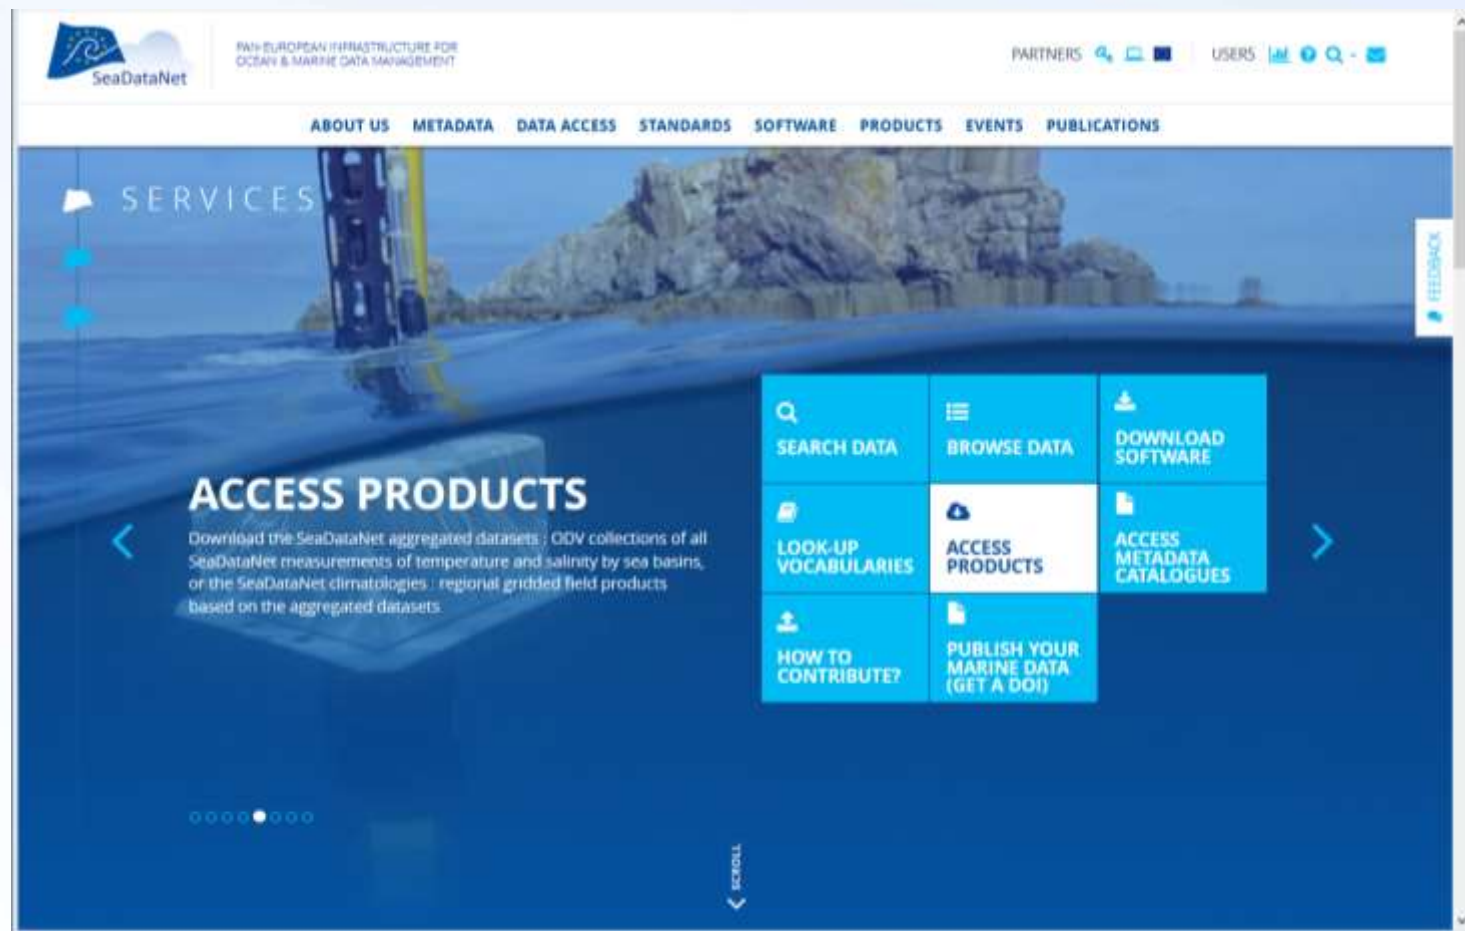 SeaDataNet
PAN-EUROPEAN INFRASTRUCTURE FOR
OCEAN & MARINE DATA MANAGEMENT
PARTNERS
USERS
ABOUT US METADATA DATA ACCESS STANDARDS SOFTWARE PRODUCTS EVENTS PUBLICATIONS
SERVICES
FEEDBACK
ACCESS PRODUCTS
Download the SeaDataNet aggregated datasets : ODV collections of all
SeaDataNet measurements of temperature and salinity by sea basins,
or the SeaDataNet climatologies : regional gridded field products
based on the aggregated datasets
SEARCH DATA
BROWSE DATA
DOWNLOAD
SOFTWARE
LOOK-UP
VOCABULARIES
ACCESS
PRODUCTS
ACCESS
METADATA
CATALOGUES
HOW TO
CONTRIBUTE?
PUBLISH YOUR
MARINE DATA
(GET A DOI)
SCROLL